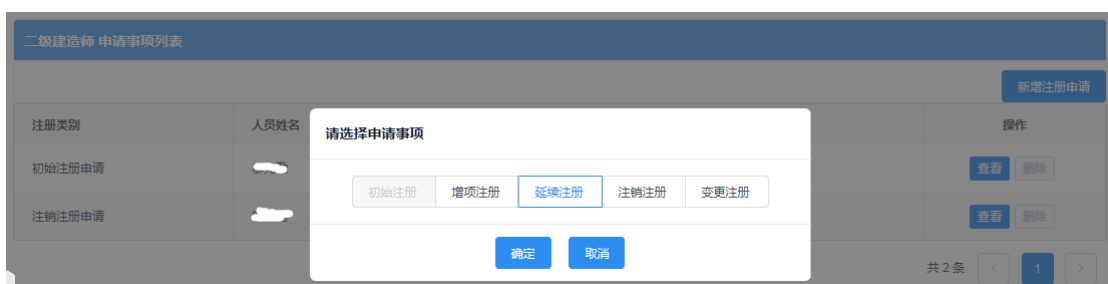 二级建造师 申请事项列表
新增注册申请
注册类别 人员姓名 操作
请选择申请事项
初始注册申请 查看 删除
初始注册 增项注册 延续注册 注销注册 变更注册
注销注册申请 查看 删除
确定 取消
共 2 条 < 1 >